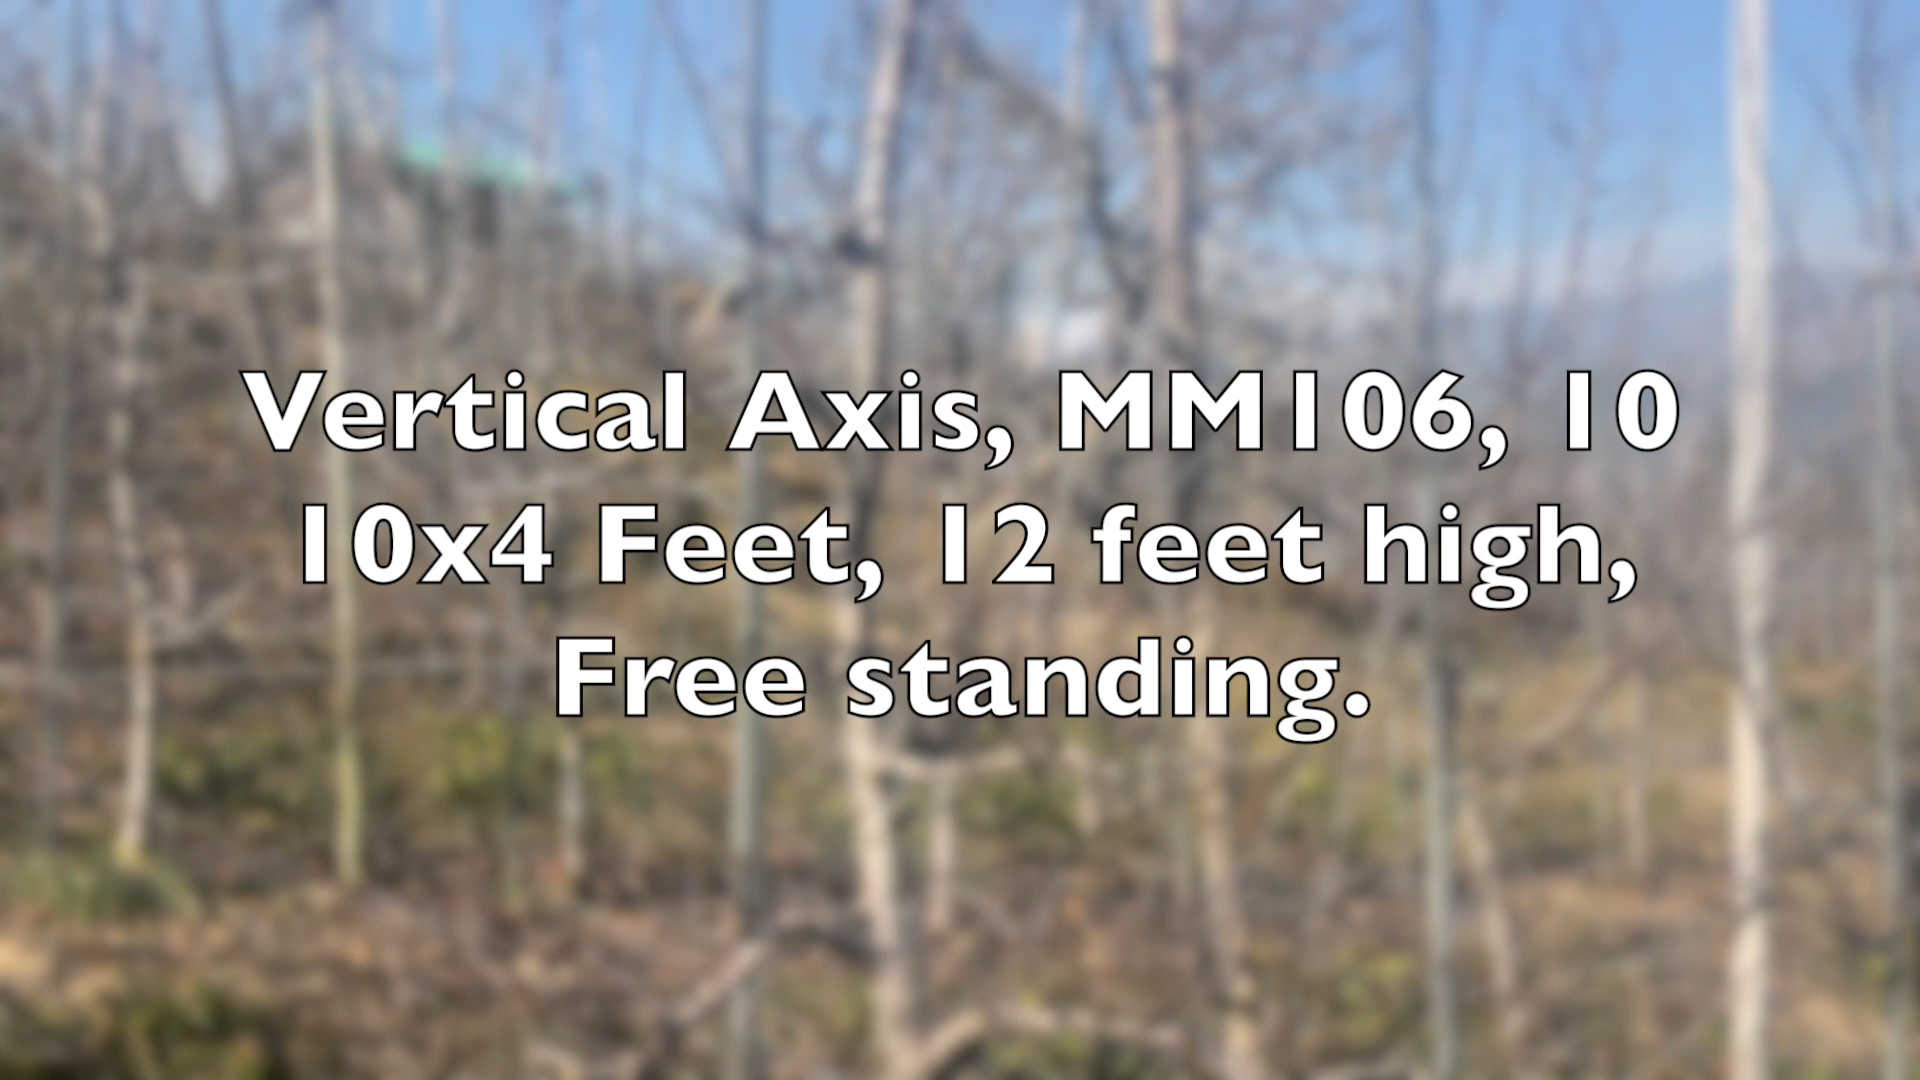 Vertical Axis, MM106, 10
10x4 Feet, 12 feet high,
Free standing.